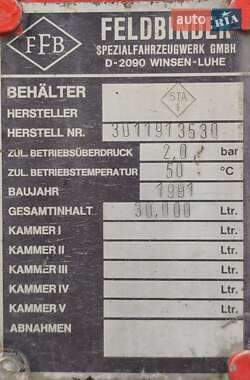 FFB
FELDBINDER
SPEZIALFAHRZEUGWERK GMBH
D-2090 WINSEN-LUHE
auto RIA
BEHÄLTER
STA
HERSTELLER
HERSTELL NR. 3011913530
ZUL. BETRIEBSÜBERDRUCK 2,0 bar
ZUL. BETRIEBSTEMPERATUR 50 °C
BAUJAHR 1991
GESAMTINHALT 30,000 Ltr.
KAMMER I Ltr.
KAMMER II Ltr.
KAMMER III Ltr.
KAMMER IV Ltr.
KAMMER V Ltr.
ABNAHMEN